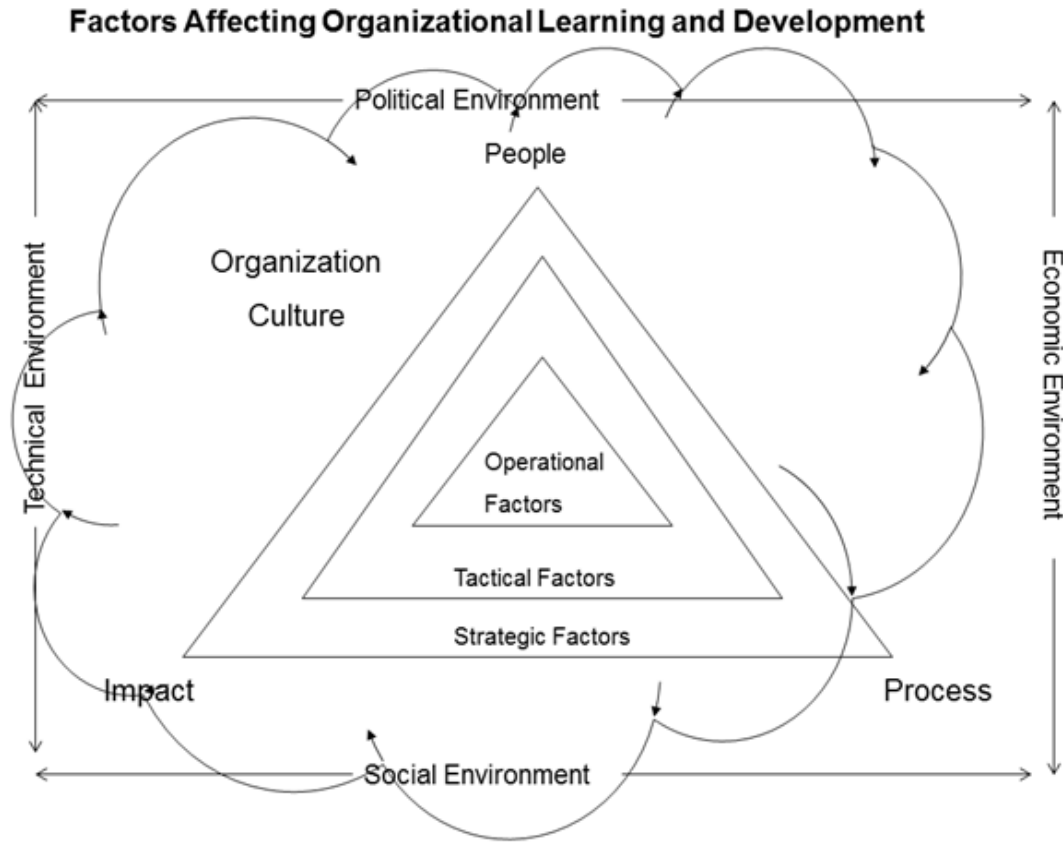 Factors Affecting Organizational Learning and Development
Political Environment
People
Organization
Culture
Technical Environment
Economic Environment
Operational
Factors
Tactical Factors
Strategic Factors
Impact
Process
Social Environment